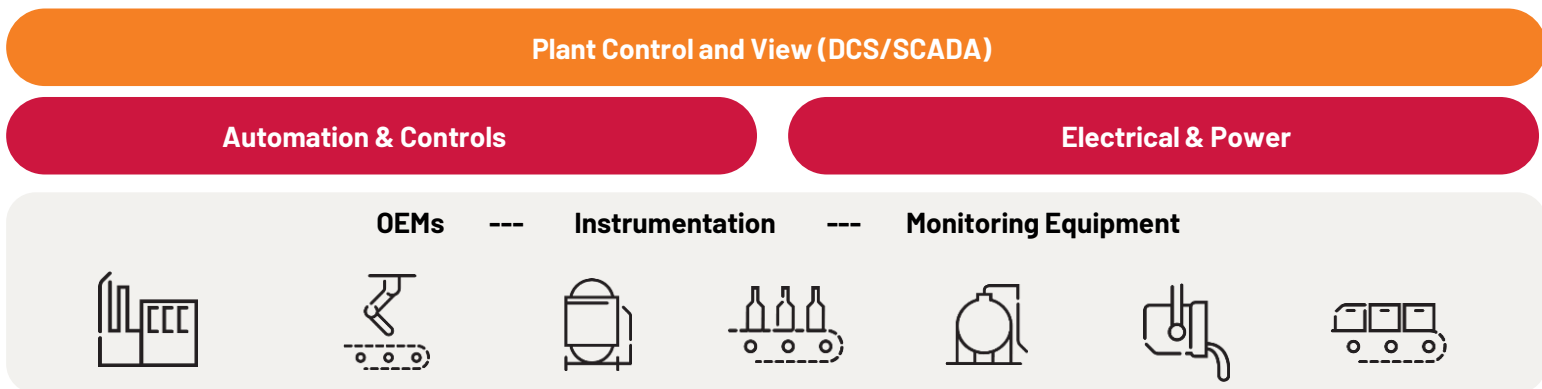 Plant Control and View (DCS/SCADA)
Automation & Controls
Electrical & Power
OEMs --- Instrumentation --- Monitoring Equipment